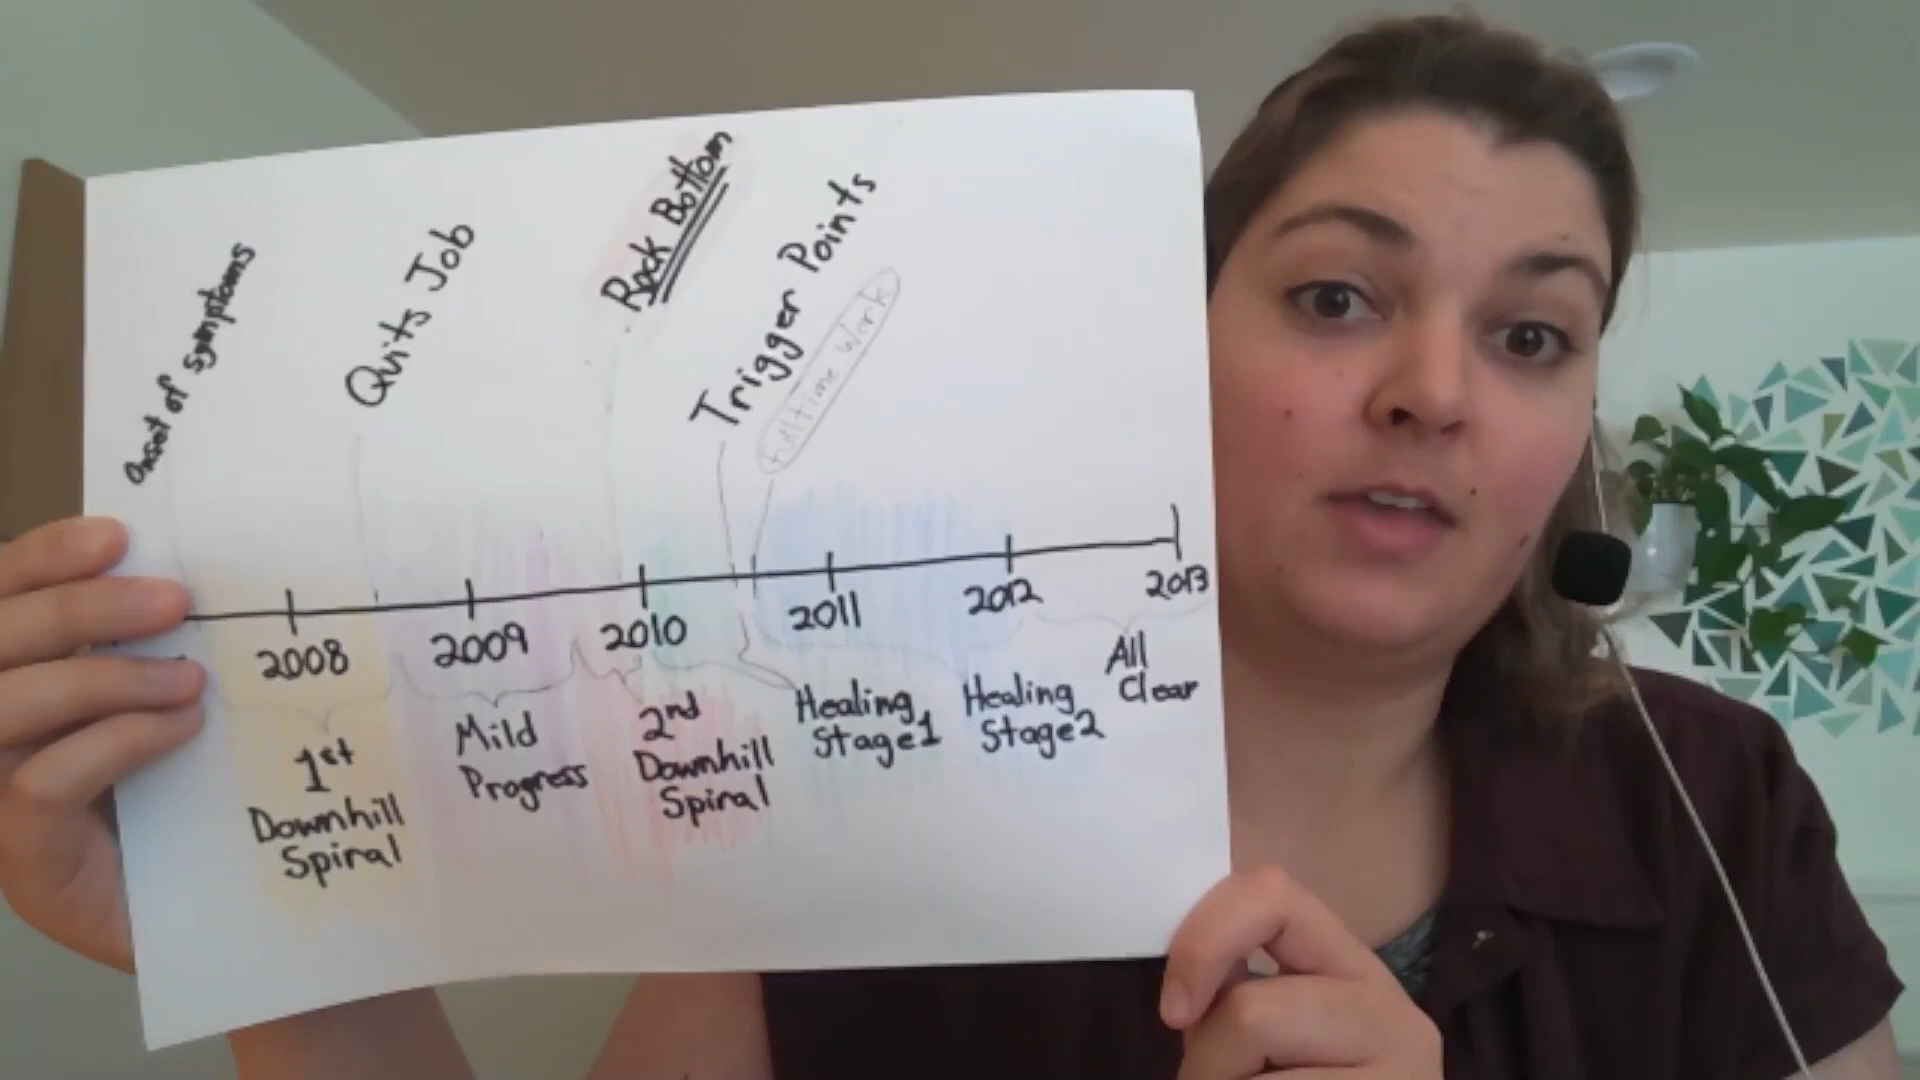 Onset of symptoms
Quits Job
Rock Bottom
Trigger Points
fulltime work
2008
2009
2010
2011
2012
2013
1st
Downhill
Spiral
Mild
Progress
2nd
Downhill
Spiral
Healing
Stage1
Healing
Stage2
All
Clear